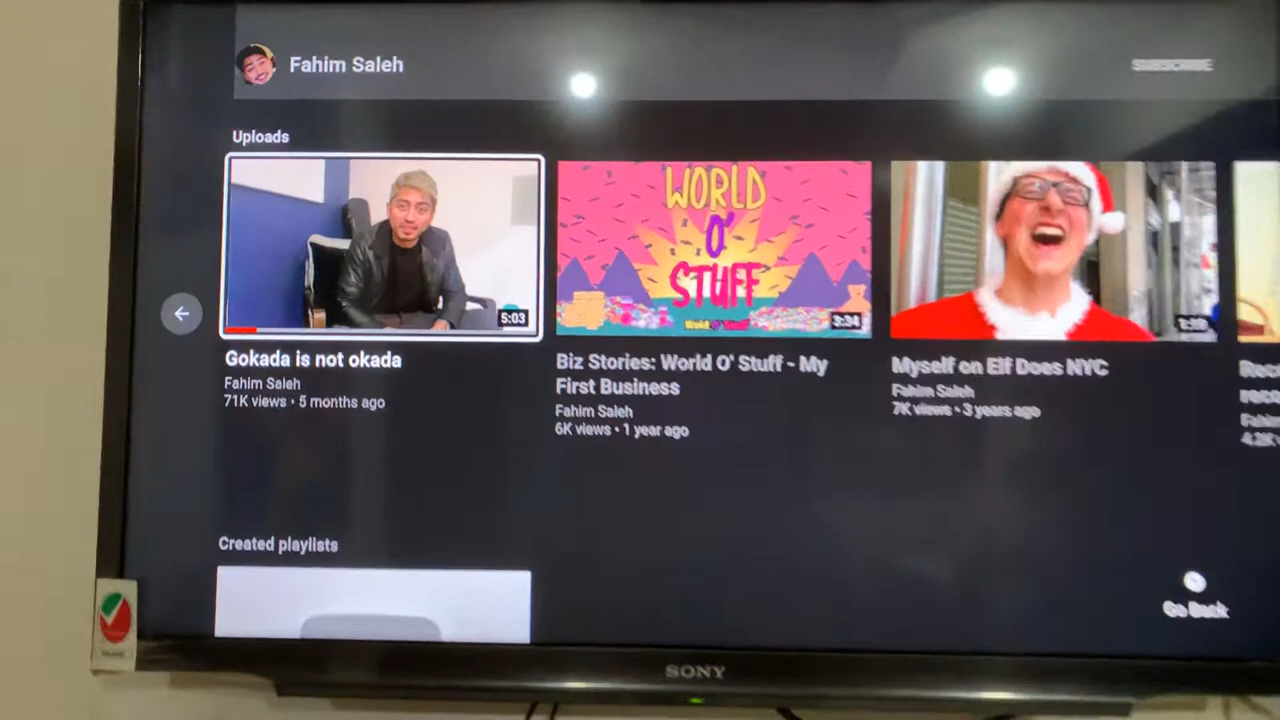 Fahim Saleh
SUBSCRIBE
Uploads
WORLD
O'
STUFF
5:03
3:34
Gokada is not okada
Fahim Saleh
71K views • 5 months ago
Biz Stories: World O' Stuff - My
First Business
Fahim Saleh
6K views • 1 year ago
Myself on Elf Does NYC
Fahim Saleh
7K views • 3 years ago
Created playlists
Go Back
SONY